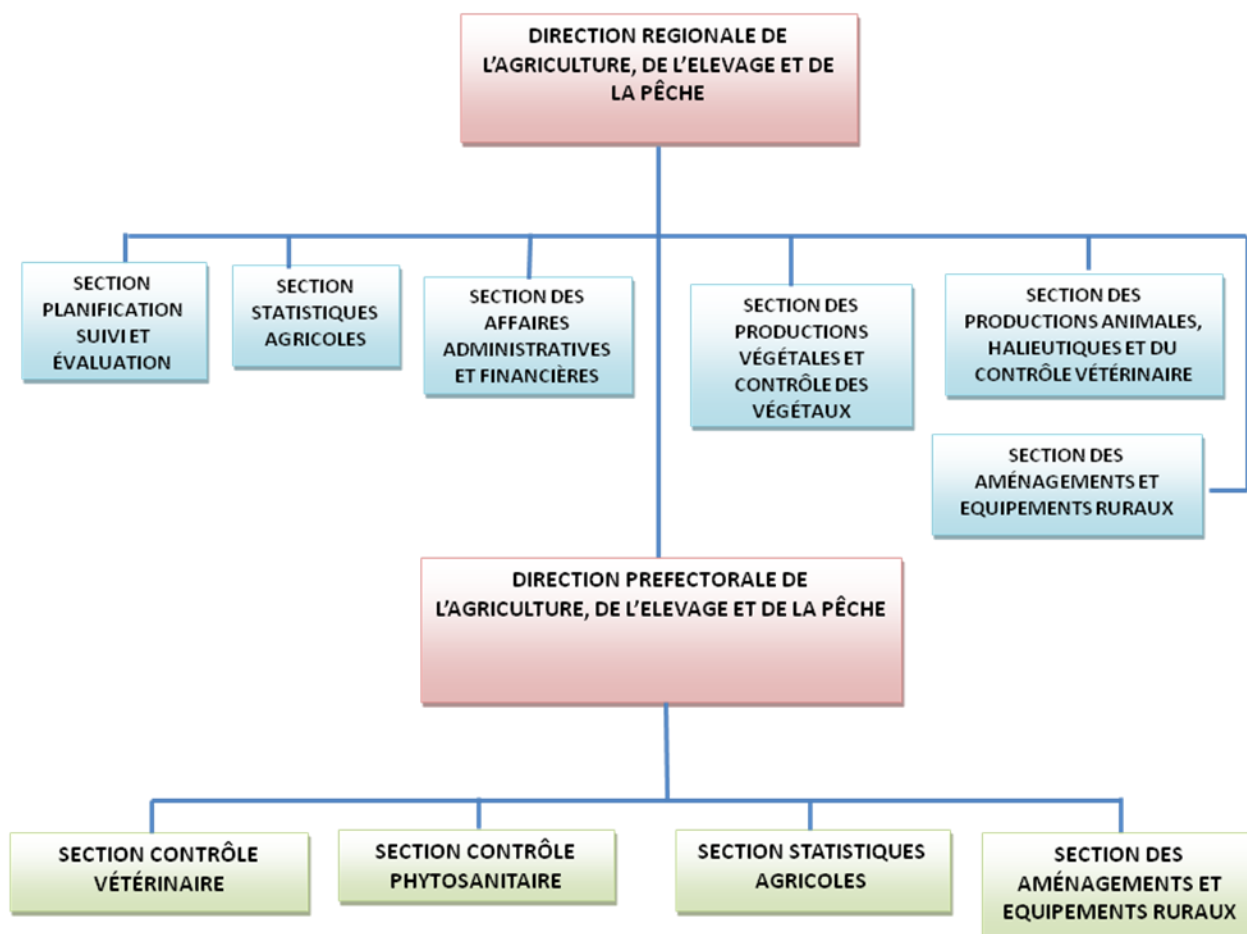 DIRECTION REGIONALE DE
L'AGRICULTURE, DE L'ELEVAGE ET DE
LA PÊCHE
SECTION
PLANIFICATION
SUIVI ET
ÉVALUATION
SECTION
STATISTIQUES
AGRICOLES
SECTION DES
AFFAIRES
ADMINISTRATIVES
ET FINANCIÈRES
SECTION DES
PRODUCTIONS
VÉGÉTALES ET
CONTRÔLE DES
VÉGÉTAUX
SECTION DES
PRODUCTIONS ANIMALES,
HALIEUTIQUES ET DU
CONTRÔLE VÉTÉRINAIRE
SECTION DES
AMÉNAGEMENTS ET
EQUIPEMENTS RURAUX
DIRECTION PREFECTORALE DE
L'AGRICULTURE, DE L'ELEVAGE ET DE LA PÊCHE
SECTION CONTRÔLE
VÉTÉRINAIRE
SECTION CONTRÔLE
PHYTOSANITAIRE
SECTION STATISTIQUES
AGRICOLES
SECTION DES
AMÉNAGEMENTS ET
EQUIPEMENTS RURAUX